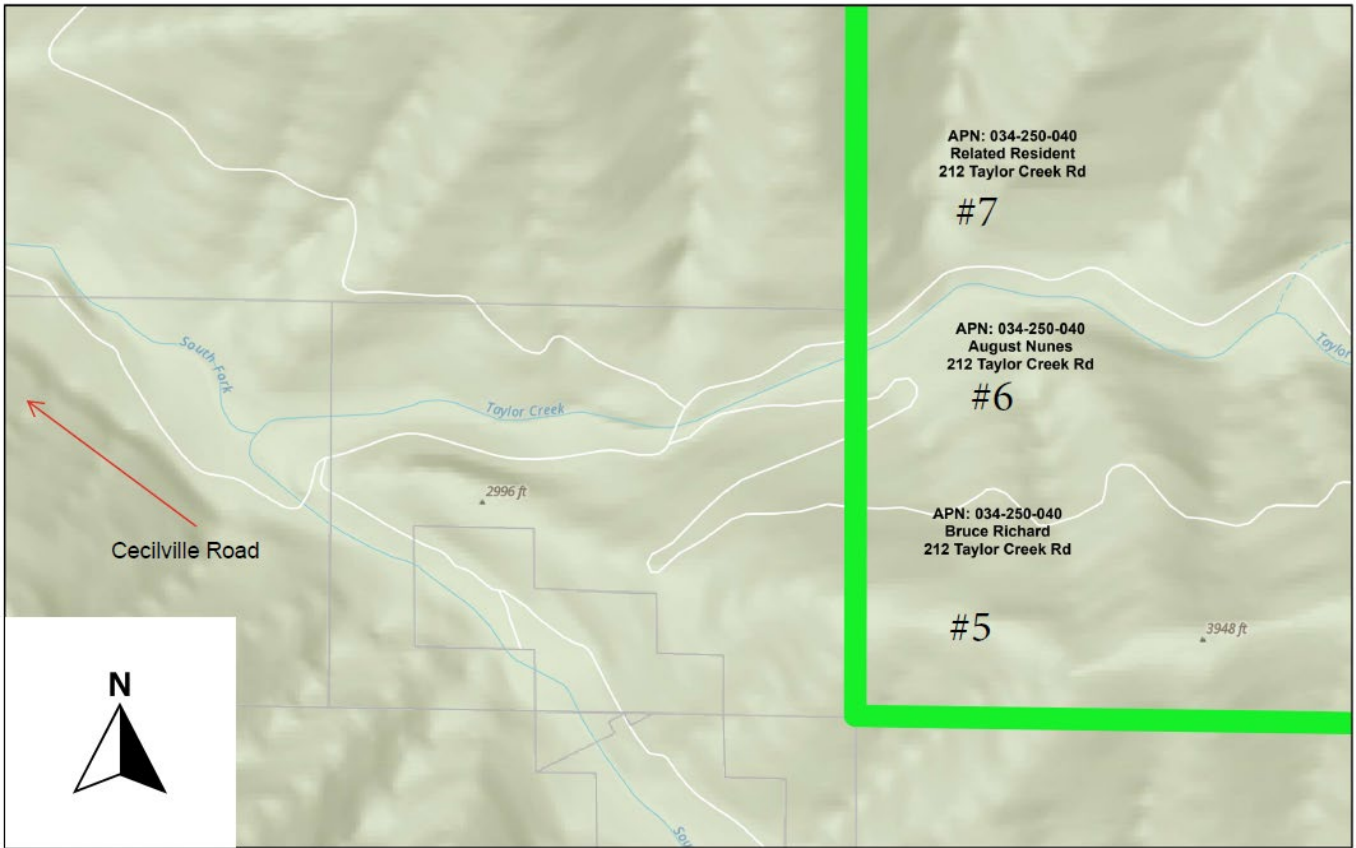 APN: 034-250-040
Related Resident
212 Taylor Creek Rd
#7
APN: 034-250-040
August Nunes
212 Taylor Creek Rd
#6
South Fork
Taylor Creek
Taylor
2996 ft
Cecilville Road
APN: 034-250-040
Bruce Richard
212 Taylor Creek Rd
#5
3948 ft
N
Sou